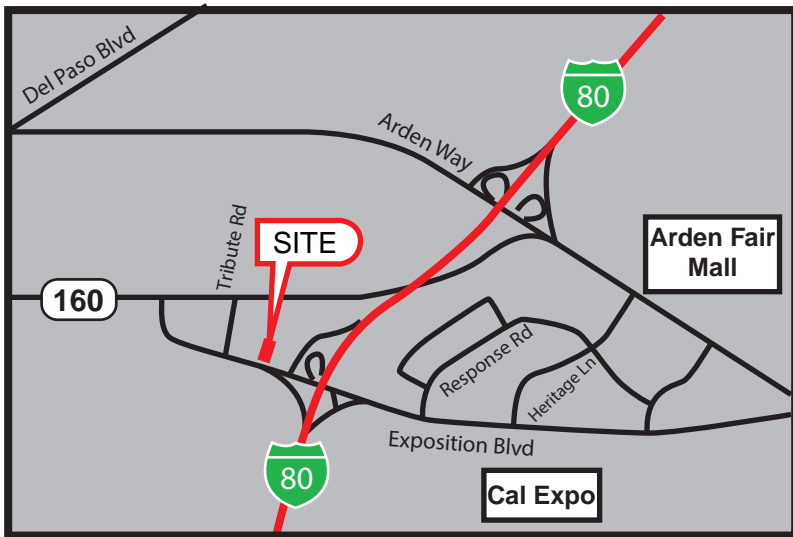 Del Paso Blvd
80
Arden Way
Tribute Rd
SITE
Arden Fair
Mall
160
Response Rd
Heritage Ln
Exposition Blvd
80
Cal Expo